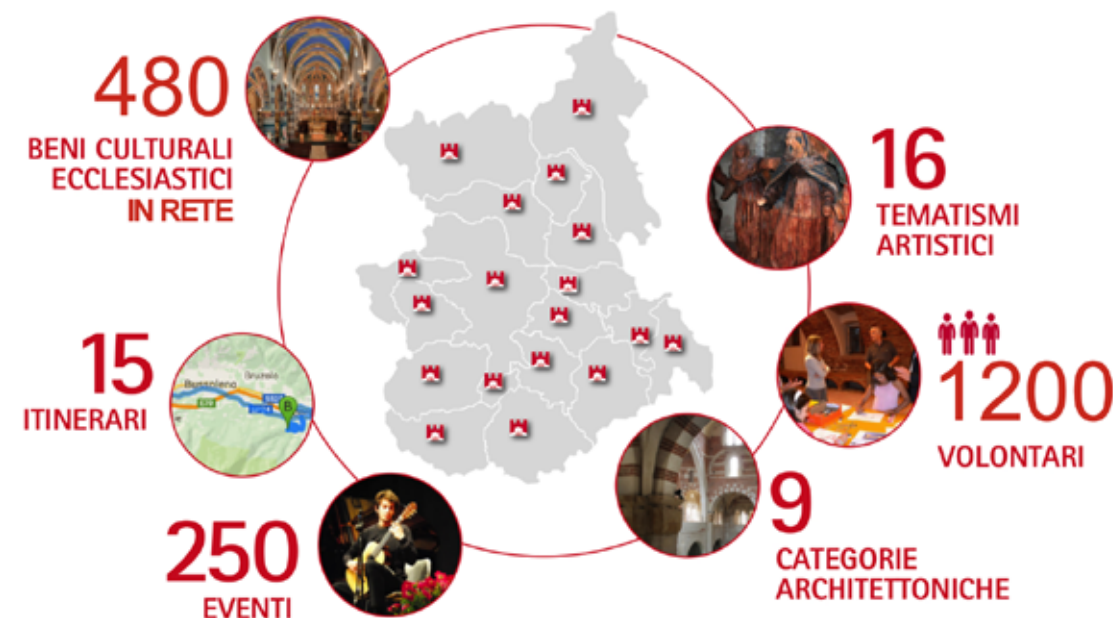 480
BENI CULTURALI
ECCLESIASTICI
IN RETE
16
TEMATISMI
ARTISTICI
15
ITINERARI
Bussoleno
B
1200
VOLONTARI
250
EVENTI
9
CATEGORIE
ARCHITETTONICHE